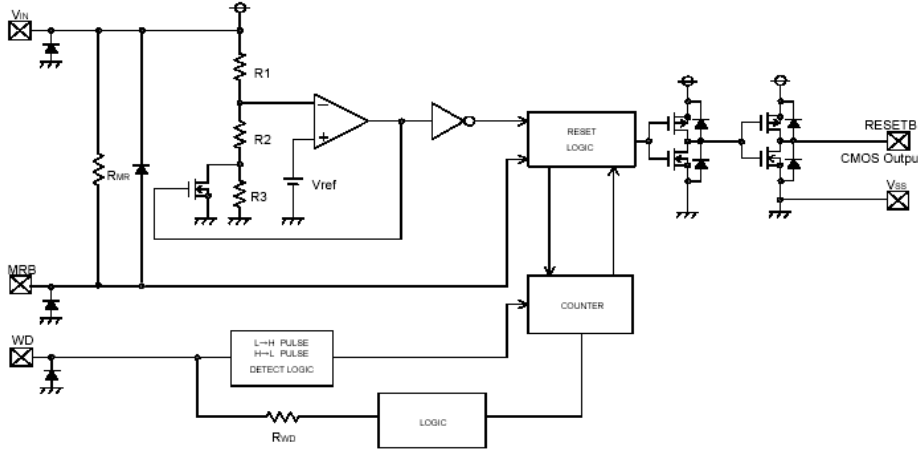 VIN
R1
R2
R3
RMR
Vref
−
+
RESET
LOGIC
RESETB
CMOS Outpu
VSS
MRB
COUNTER
WD
L→H PULSE
H→L PULSE
DETECT LOGIC
RWD
LOGIC